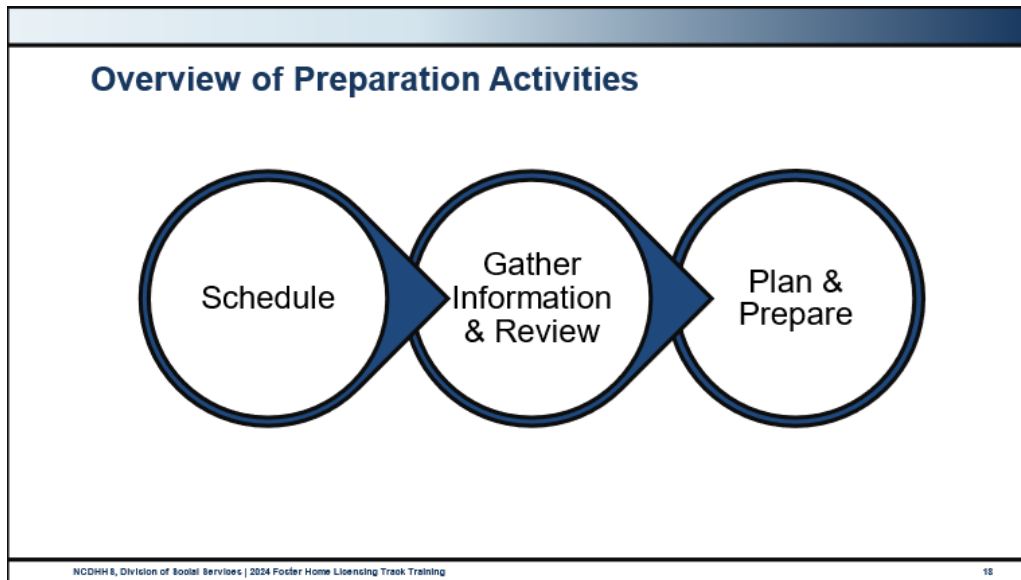 Overview of Preparation Activities
Schedule
Gather
Information
& Review
Plan &
Prepare
NCDHHS, Division of Social Services | 2024 Foster Home Licensing Track Training
18